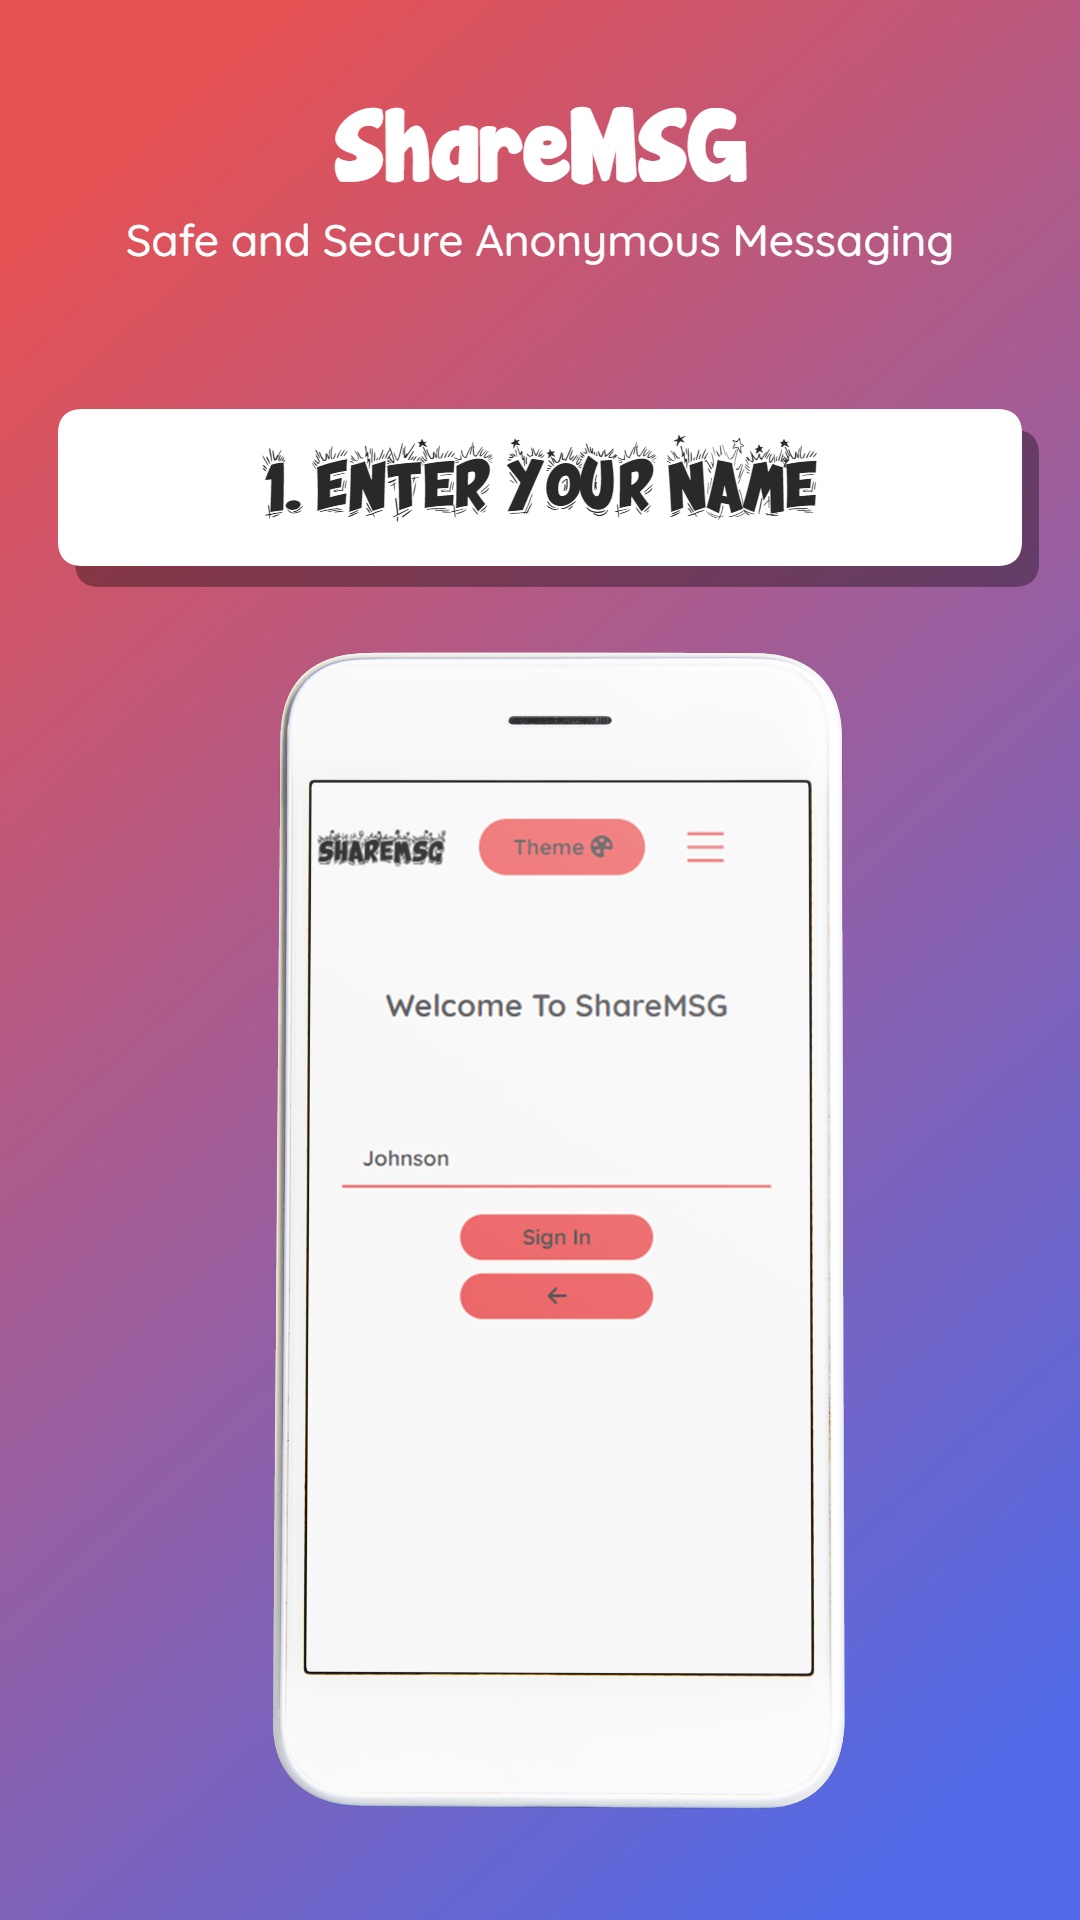 ShareMSG
Safe and Secure Anonymous Messaging
1. ENTER YOUR NAME
SHAREMSG
Theme
Welcome To ShareMSG
Johnson
Sign In